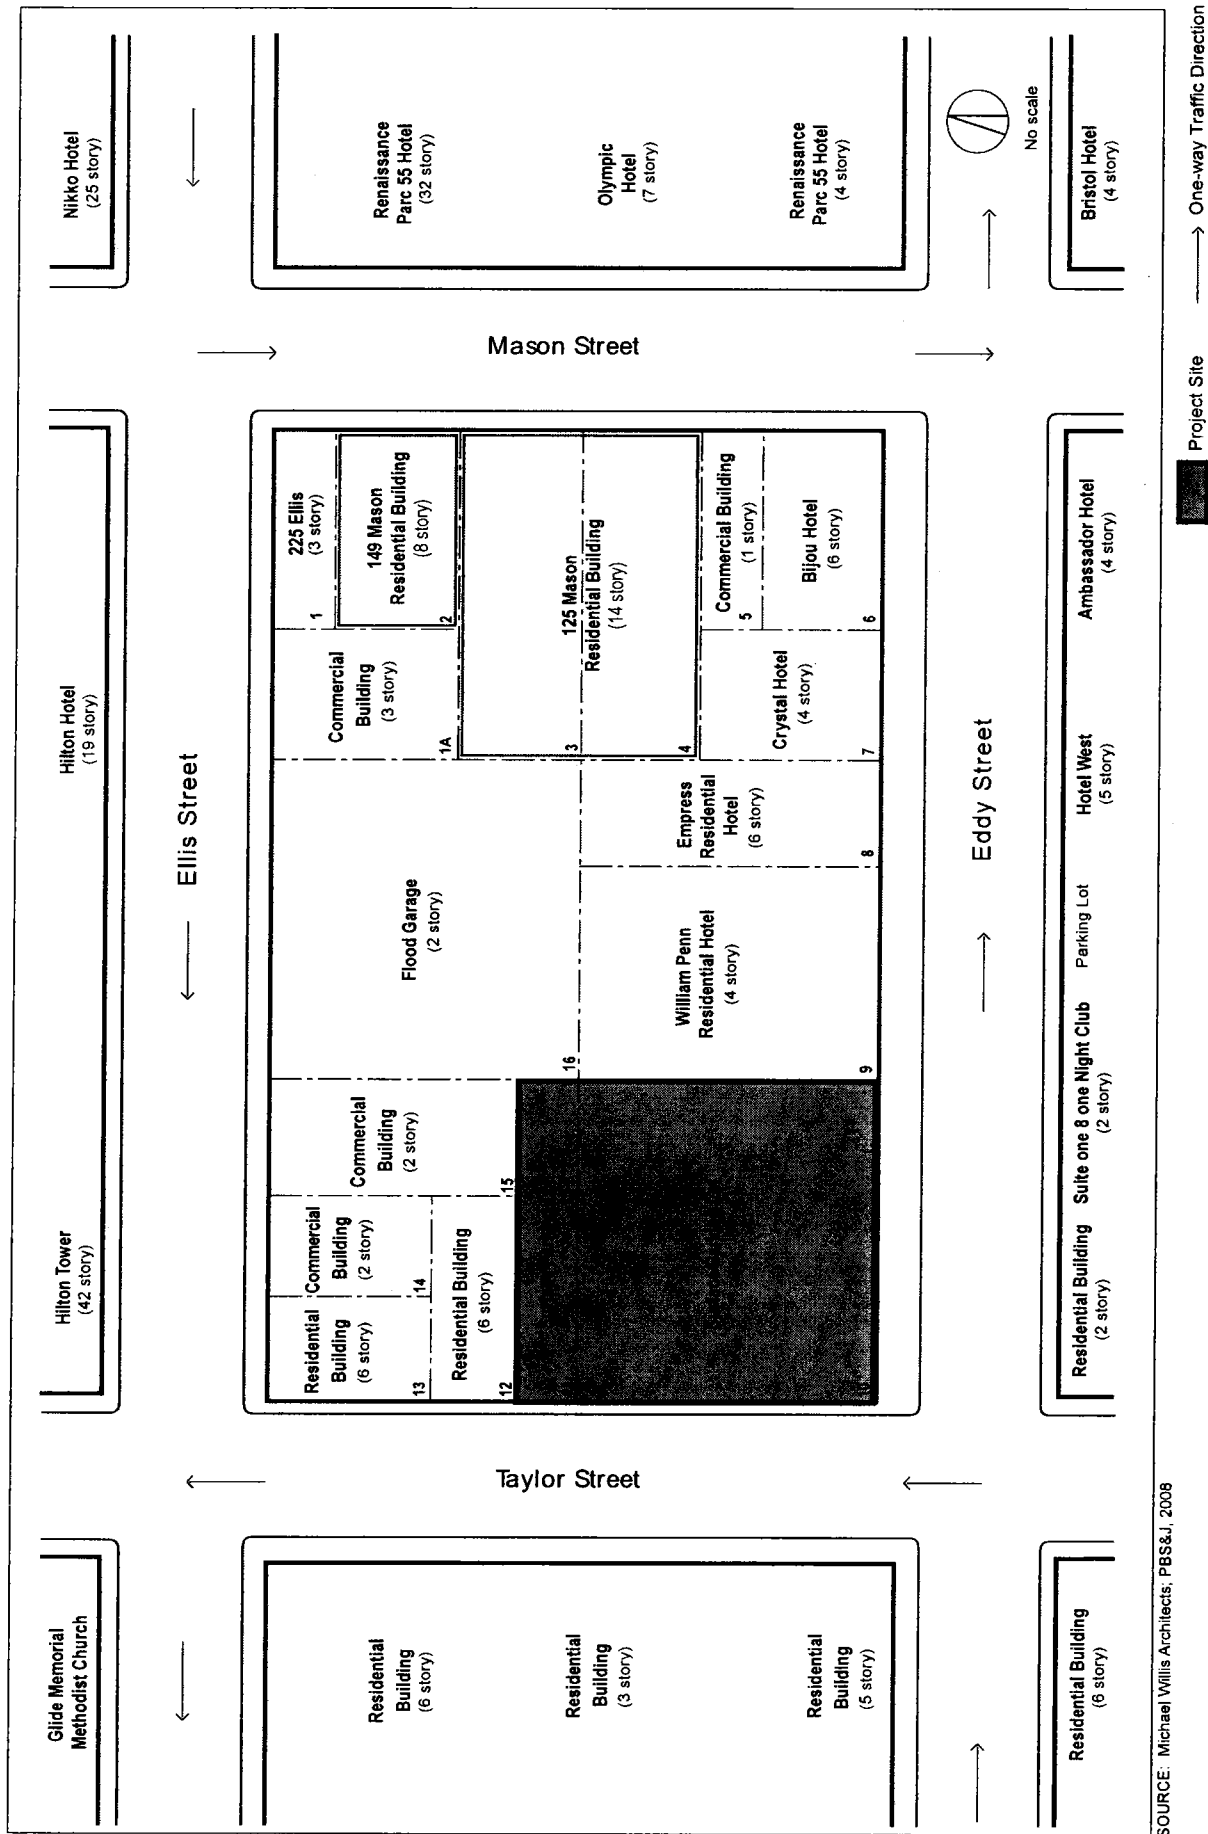 Glide Memorial
Methodist Church
Hilton Tower
(42 story)
Hilton Hotel
(19 story)
Nikko Hotel
(25 story)
Ellis Street
Residential
Building
(6 story)
Residential
Building
(3 story)
Residential
Building
(5 story)
Taylor Street
Residential
Building
(6 story)
13
Commercial
Building
(2 story)
14
Residential Building
(6 story)
12
Commercial
Building
(2 story)
15
Flood Garage
(2 story)
16
William Penn
Residential Hotel
(4 story)
9
Empress
Residential
Hotel
(6 story)
8
Commercial
Building
(3 story)
1A
225 Ellis
(3 story)
1
149 Mason
Residential Building
(8 story)
2
125 Mason
Residential Building
(14 story)
3
4
Commercial Building
(1 story)
5
Bijou Hotel
(6 story)
6
Crystal Hotel
(4 story)
7
Mason Street
Renaissance
Parc 55 Hotel
(32 story)
Olympic
Hotel
(7 story)
Renaissance
Parc 55 Hotel
(4 story)
Eddy Street
No scale
Residential Building
(6 story)
Residential Building
(2 story)
Suite one 8 one Night Club
(2 story)
Parking Lot
Hotel West
(5 story)
Ambassador Hotel
(4 story)
Bristol Hotel
(4 story)
SOURCE: Michael Willis Architects; PBS&J, 2008
Project Site
One-way Traffic Direction